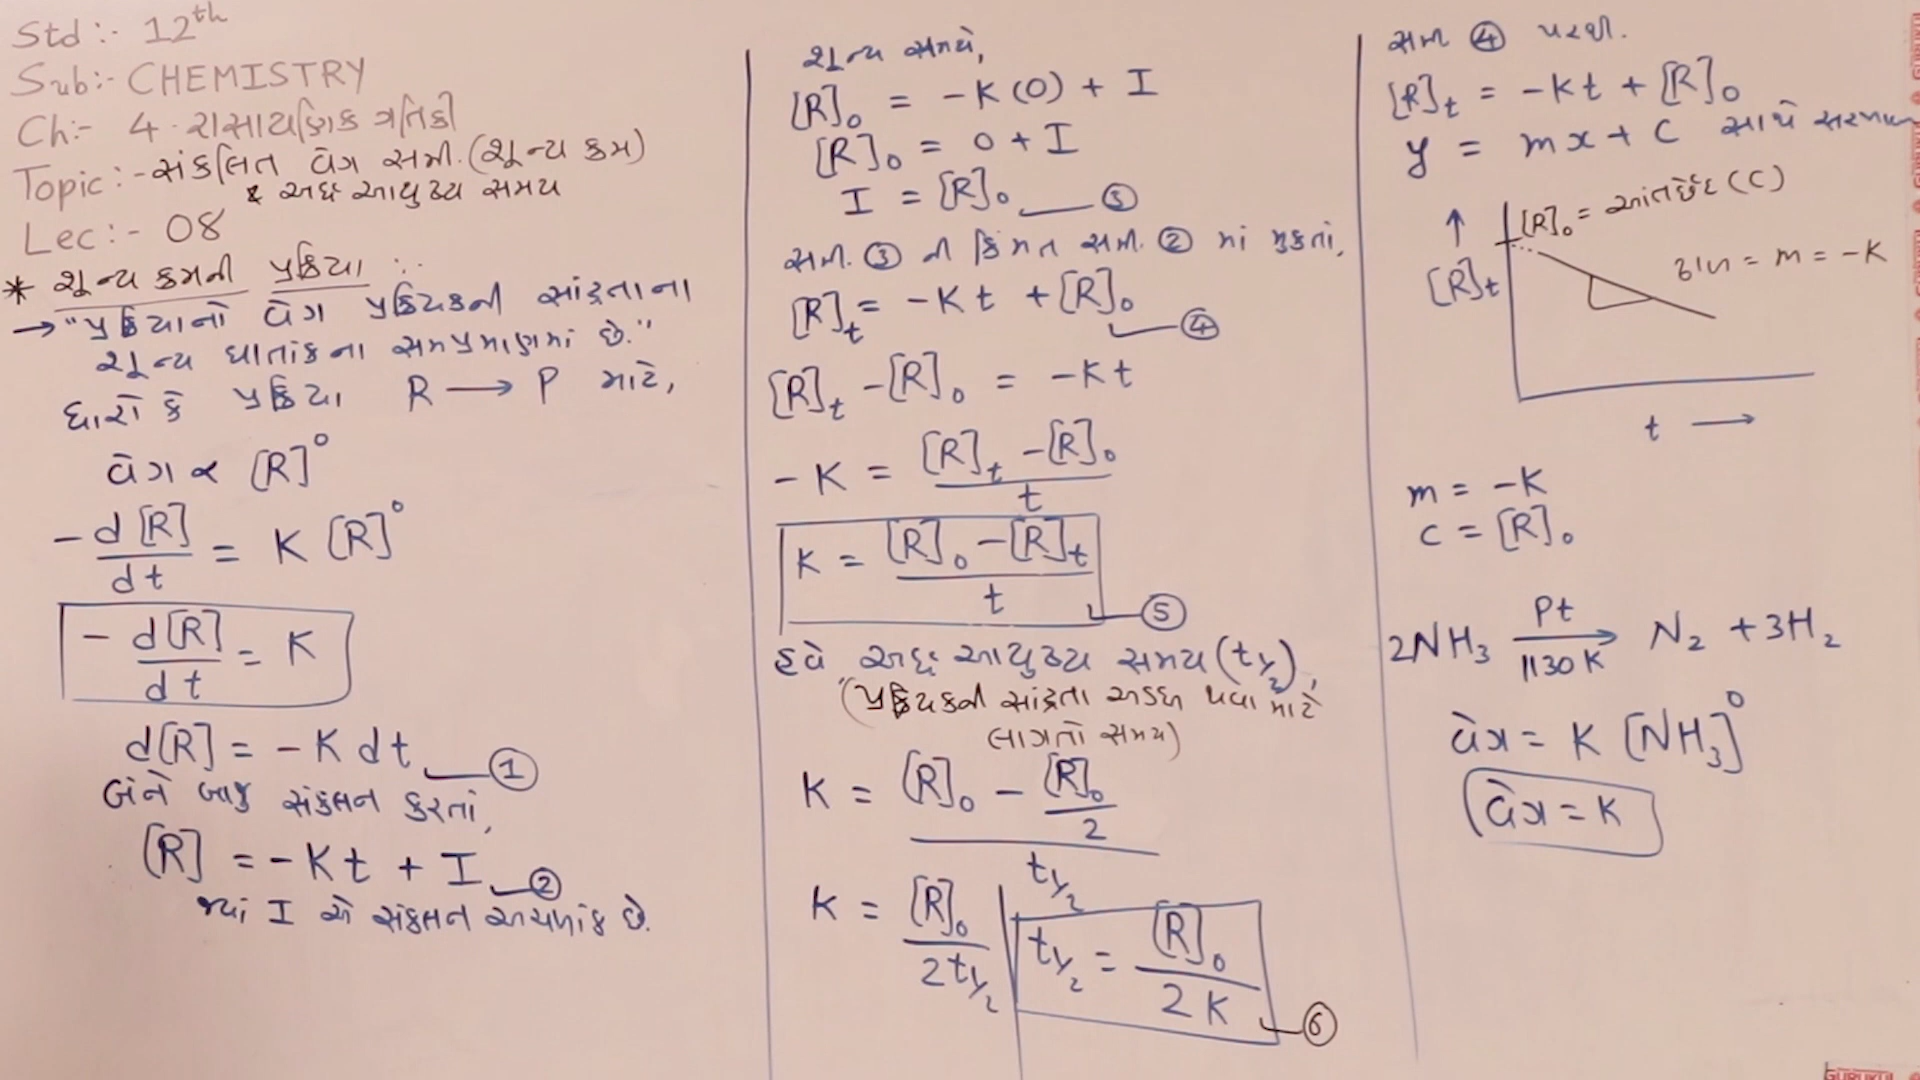 Std :- 12th
Sub:- CHEMISTRY
Ch:- 4. રાસાયણિક ગતિકી
Topic :- સંકલિત વેગ સમી. (શૂન્ય ક્રમ)
& અર્ધ આયુષ્ય સમય
Lec:- 08
* શૂન્ય ક્રમની પ્રક્રિયા :-
→ "પ્રક્રિયાનો વેગ પ્રક્રિયકની સાંદ્રતાના
શૂન્ય ઘાતાંકના સમપ્રમાણમાં છે."
ધારો કે પ્રક્રિયા R → P માટે,
વેગ ∝ [R]⁰
- d[R]/dt = K [R]⁰
- d[R]/dt = K
d[R] = -K dt ①
બંને બાજુ સંકલન કરતાં,
[R] = -Kt + I ②
જ્યાં I એ સંકલન અચળાંક છે.
શૂન્ય સમયે,
[R]₀ = -K(0) + I
[R]₀ = 0 + I
I = [R]₀ ③
સમી. ③ ની કિંમત સમી. ② માં મુકતાં,
[R]t = -Kt + [R]₀ ④
[R]t - [R]₀ = -Kt
-K = [R]t - [R]₀ / t
K = [R]₀ - [R]t / t ⑤
હવે અર્ધ આયુષ્ય સમય (t½),
(પ્રક્રિયકની સાંદ્રતા અડધી થવા માટે
લાગતો સમય)
K = [R]₀ - [R]₀/2 / t½
K = [R]₀ / 2t½
t½ = [R]₀ / 2K ⑥
સમી ④ પરથી.
[R]t = -Kt + [R]₀
y = mx + C સાથે
[R]₀ = આંતછેદ (C)
↑
[R]t
ઢાળ = m = -K
t →
m = -K
C = [R]₀
2NH₃ Pt → 1130 K N₂ + 3H₂
વેગ = K [NH₃]⁰
વેગ = K
GURUKUL